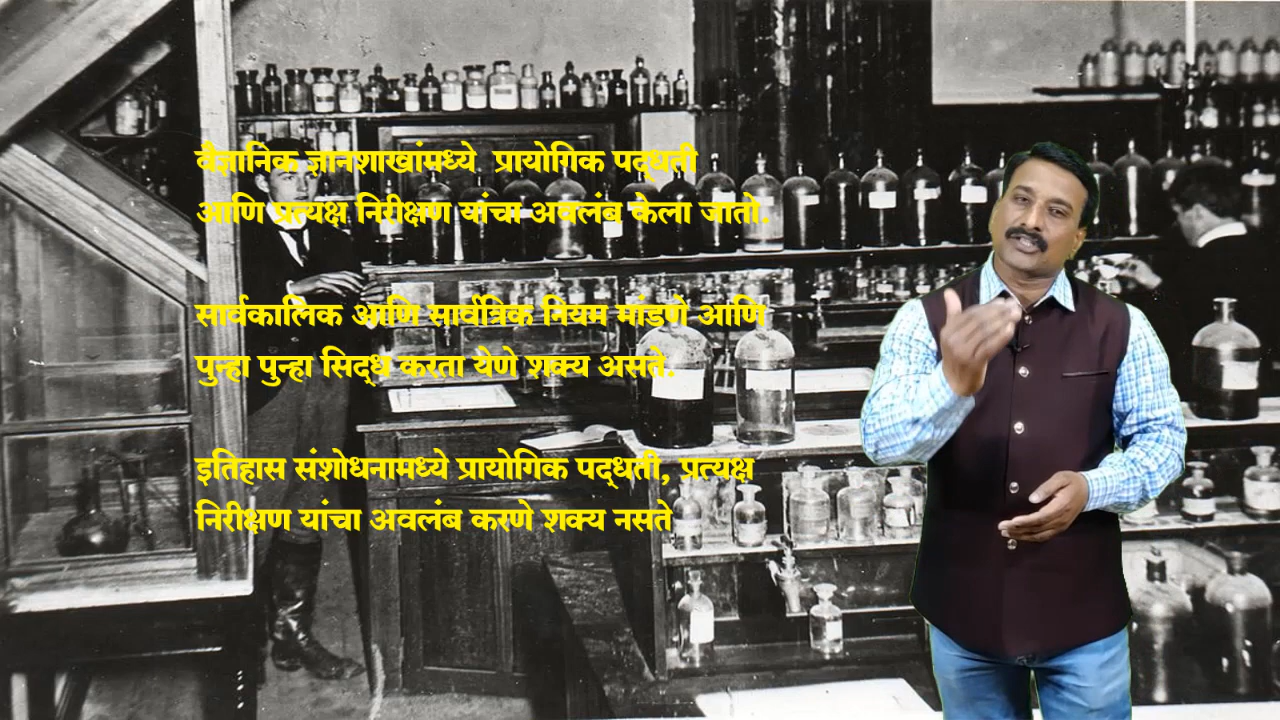 वैज्ञानिक ज्ञानशाखांमध्ये प्रायोगिक पद्धती
आणि प्रत्यक्ष निरीक्षण यांचा अवलंब केला जातो.
सार्वकालिक आणि सार्वत्रिक नियम मांडणे आणि
पुन्हा पुन्हा सिद्ध करता येणे शक्य असते.
इतिहास संशोधनामध्ये प्रायोगिक पद्धती, प्रत्यक्ष
निरीक्षण यांचा अवलंब करणे शक्य नसते